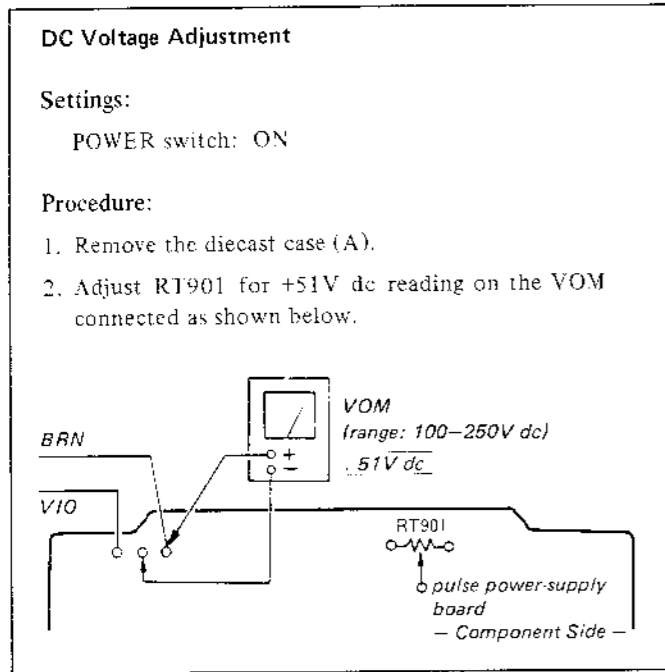 DC Voltage Adjustment
Settings:
POWER switch: ON
Procedure:
1. Remove the diecast case (A).
2. Adjust RT901 for +51V dc reading on the VOM
connected as shown below.
VOM
(range: 100–250V dc)
51V dc
+
−
BRN
VIO
RT901
pulse power-supply
board
– Component Side –